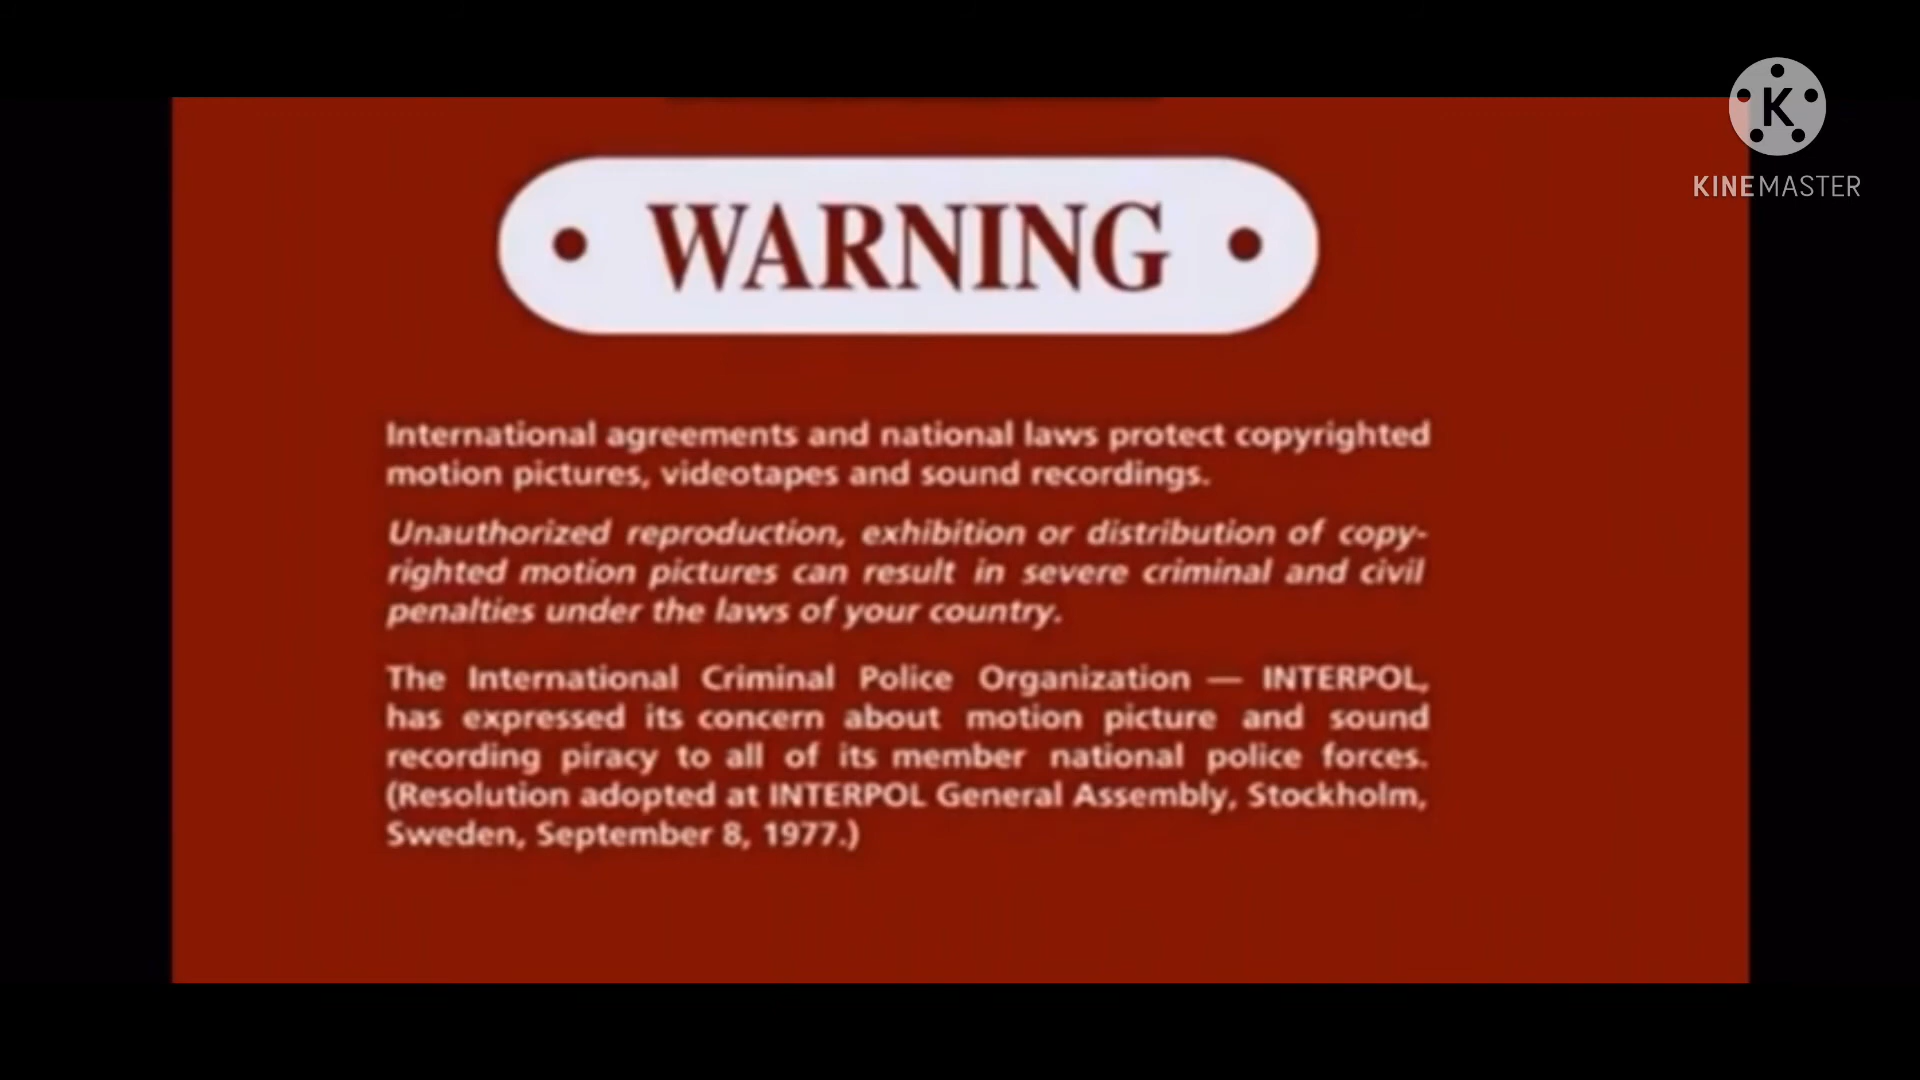 K
KINEMASTER
• WARNING •
International agreements and national laws protect copyrighted
motion pictures, videotapes and sound recordings.
Unauthorized reproduction, exhibition or distribution of copy-
righted motion pictures can result in severe criminal and civil
penalties under the laws of your country.
The International Criminal Police Organization — INTERPOL,
has expressed its concern about motion picture and sound
recording piracy to all of its member national police forces.
(Resolution adopted at INTERPOL General Assembly, Stockholm,
Sweden, September 8, 1977.)